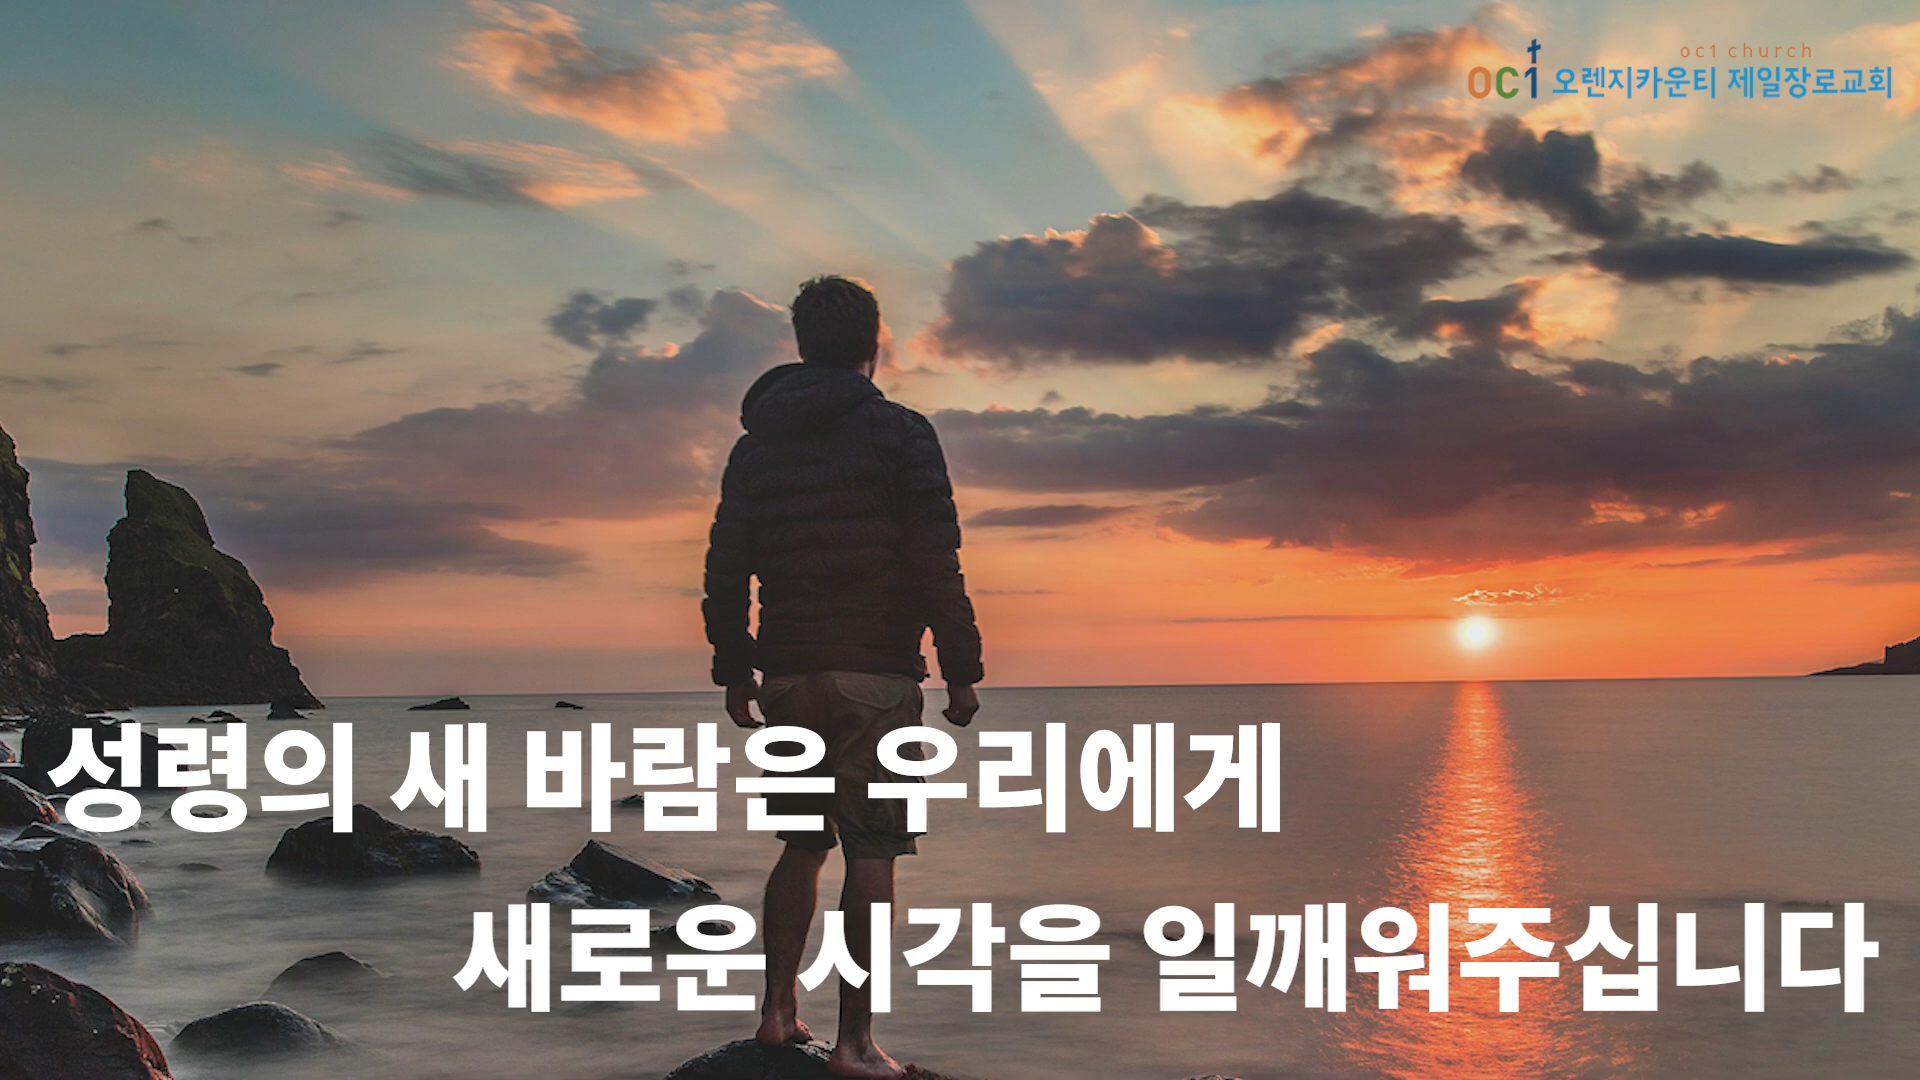 oc1 church
oc1 오렌지카운티 제일장로교회
성령의 새 바람은 우리에게
새로운 시각을 일깨워주십니다